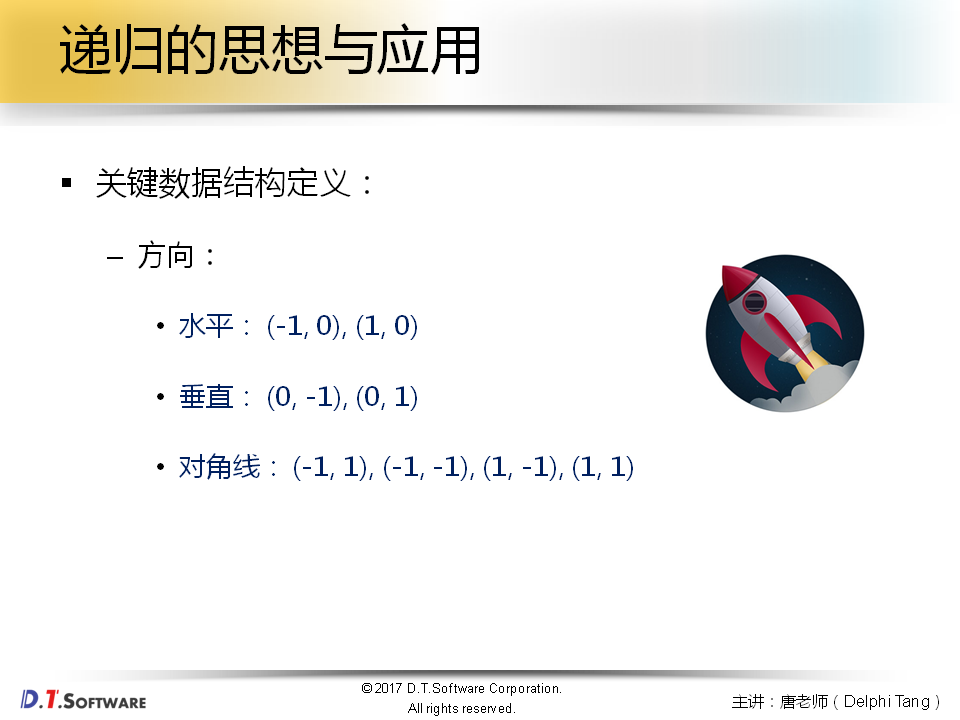 递归的思想与应用
关键数据结构定义：
– 方向：
水平： (-1, 0), (1, 0)
垂直： (0, -1), (0, 1)
对角线： (-1, 1), (-1, -1), (1, -1), (1, 1)
D.T.SOFTWARE
©2017 D.T.Software Corporation.
All rights reserved.
主讲：唐老师（Delphi Tang）